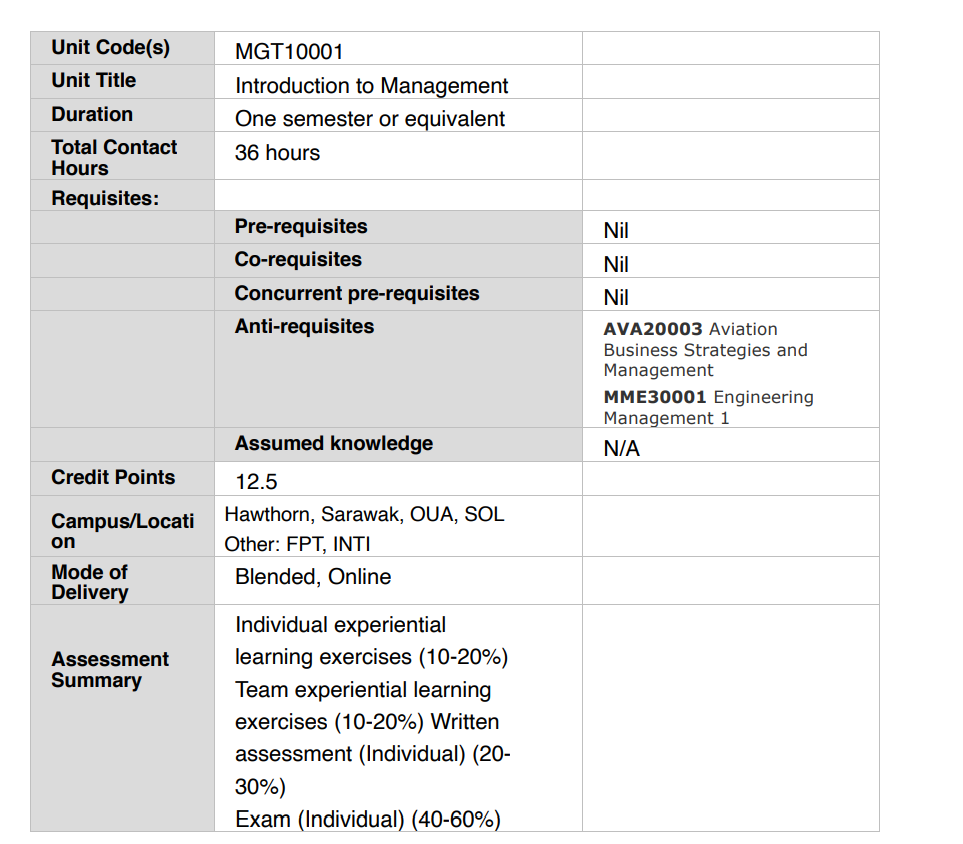 Unit Code(s) MGT10001
Unit Title Introduction to Management
Duration One semester or equivalent
Total Contact
Hours
36 hours
Requisites:
Pre-requisites Nil
Co-requisites Nil
Concurrent pre-requisites Nil
Anti-requisites
AVA20003 Aviation
Business Strategies and
Management
MME30001 Engineering
Management 1
Assumed knowledge N/A
Credit Points 12.5
Campus/Locati
on
Hawthorn, Sarawak, OUA, SOL
Other: FPT, INTI
Mode of
Delivery
Blended, Online
Assessment
Summary
Individual experiential
learning exercises (10-20%)
Team experiential learning
exercises (10-20%) Written
assessment (Individual) (20-
30%)
Exam (Individual) (40-60%)